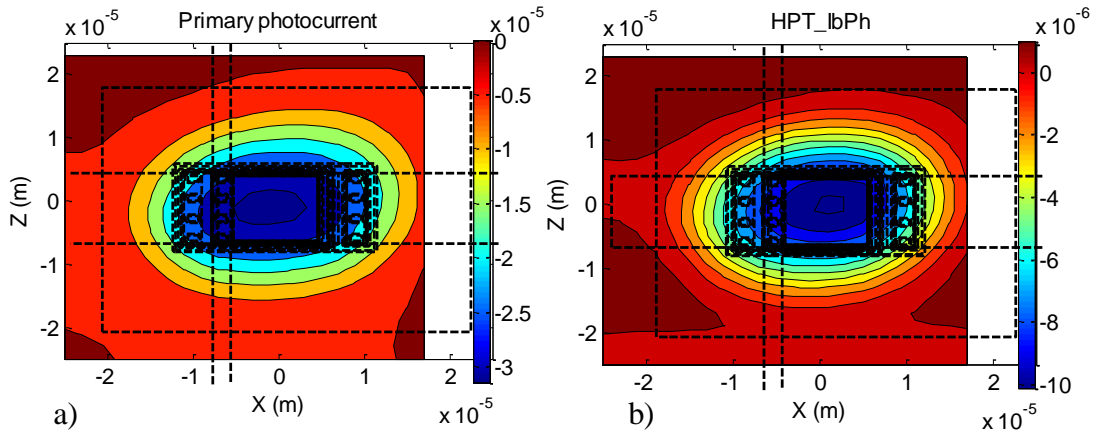 x 10^-5
Primary photocurrent
x 10^-5
2
1
0
-1
-2
Z (m)
-2
-1
0
1
2
X (m)
x 10^-5
0
-0.5
-1
-1.5
-2
-2.5
-3
a)
x 10^-5
HPT_IbPh
x 10^-6
2
1
0
-1
-2
Z (m)
-2
-1
0
1
2
X (m)
x 10^-5
0
-2
-4
-6
-8
-10
b)